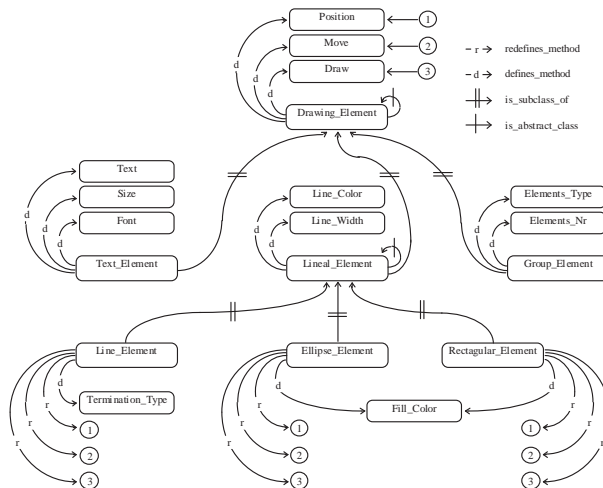 Position
1
Move
2
Draw
3
Drawing_Element
d
d
d
r redefines_method
d defines_method
is_subclass_of
is_abstract_class
Text
Size
Font
Text_Element
d
d
d
Line_Color
Line_Width
Lineal_Element
d
d
Elements_Type
Elements_Nr
Group_Element
d
d
Line_Element
d
Termination_Type
r
r
r
1
2
3
Ellipse_Element
d
r
r
r
1
2
3
Fill_Color
Rectagular_Element
d
r
r
r
1
2
3